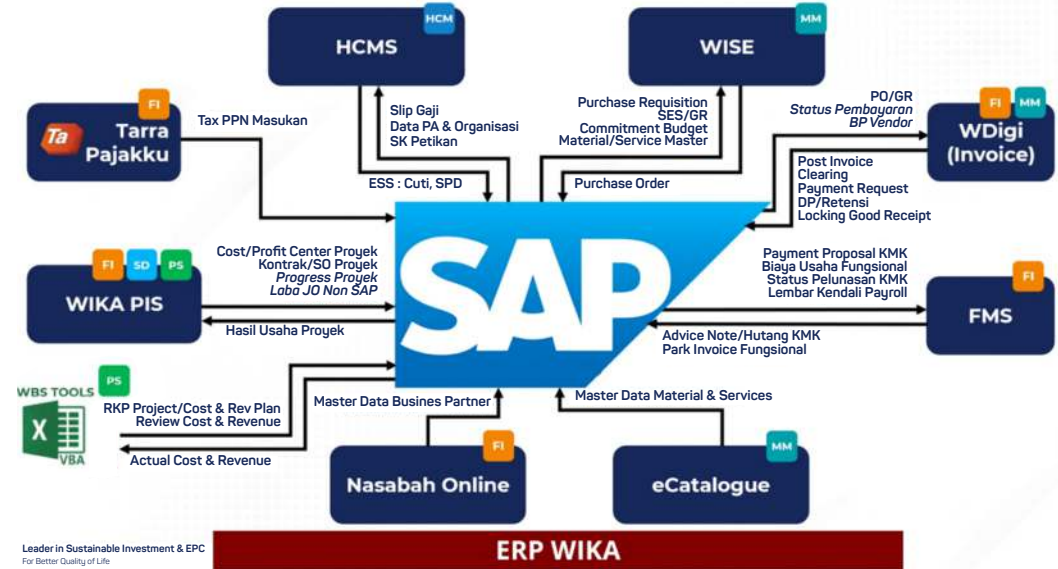 HCM
HCMS
MM
WISE
FI
Ta
Tarra
Pajakku
Tax PPN Masukan
Slip Gaji
Data PA & Organisasi
SK Petikan
ESS : Cuti, SPD
Purchase Requisition
SES/GR
Commitment Budget
Material/Service Master
Purchase Order
PO/GR
Status Pembayaran
BP Vendor
FI
MM
WDigi
(Invoice)
Post Invoice
Clearing
Payment Request
DP/Retensi
Locking Good Receipt
SAP
FI
SD
PS
WIKA PIS
Cost/Profit Center Proyek
Kontrak/SO Proyek
Progress Proyek
Laba JO Non SAP
Hasil Usaha Proyek
Payment Proposal KMK
Biaya Usaha Fungsional
Status Pelunasan KMK
Lembar Kendali Payroll
FI
FMS
Advice Note/Hutang KMK
Park Invoice Fungsional
PS
WBS TOOLS
X
VBA
RKP Project/Cost & Rev Plan
Review Cost & Revenue
Actual Cost & Revenue
Master Data Busines Partner
FI
Nasabah Online
Master Data Material & Services
MM
eCatalogue
ERP WIKA
Leader in Sustainable Investment & EPC
For Better Quality of Life